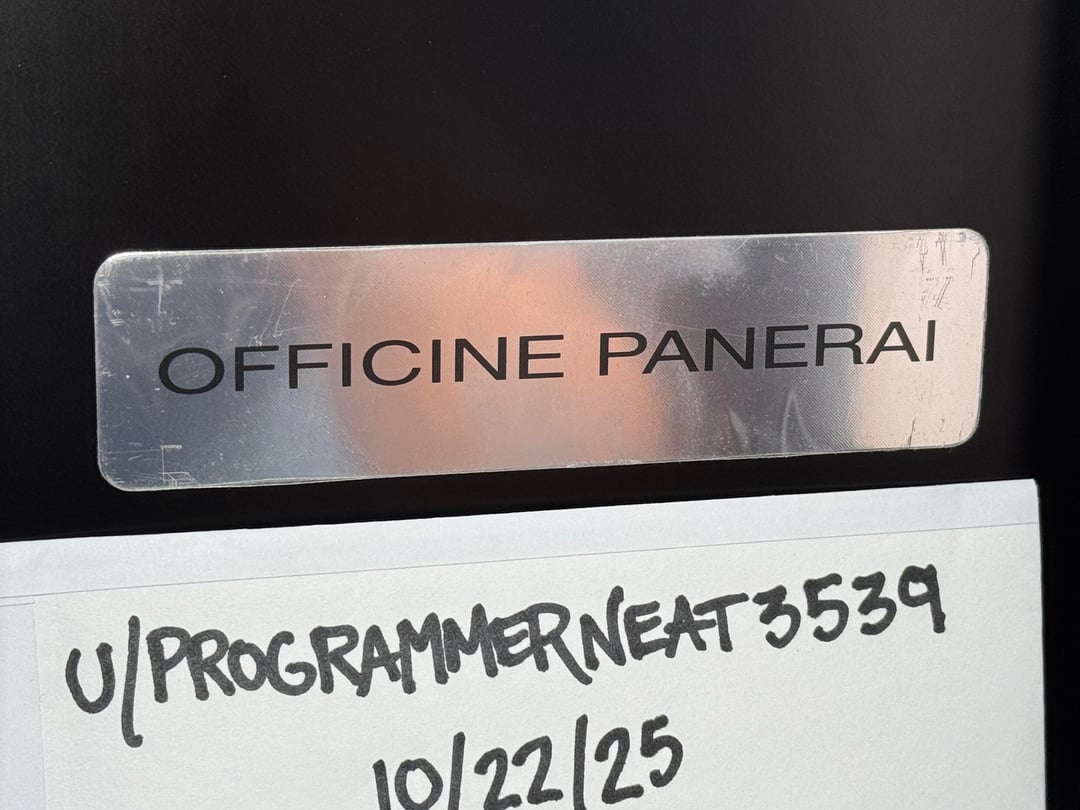 OFFICINE PANERAI
U/PROGRAMMERNEAT3539
10/22/25